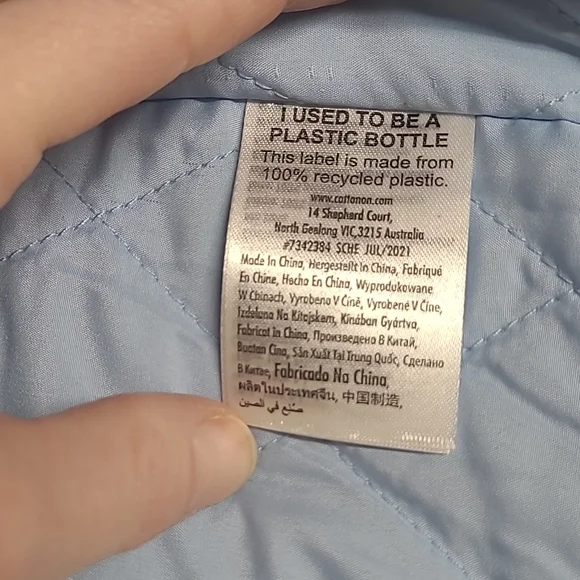 I USED TO BE A
PLASTIC BOTTLE
This label is made from
100% recycled plastic.
www.cottonon.com
14 Shephard Court,
North Geelong VIC,3215 Australia
#7342384 SCHE JUL/2021
Made In China, Hergestellt In China, Fabriqué
En Chine, Hecho En China, Wyprodukowane
W Chinach, Vyrobeno V Číně, Vyrobené V Číne,
Izdelano Na Kitajskem, Kínában Gyártva,
Fabricat In China, Произведено В Китай,
Buatan Cina, Sản Xuất Tại Trung Quốc, Сделано
В Китае, Fabricado Na China,
ผลิตในประเทศจีน, 中国制造,
صنع في الصين